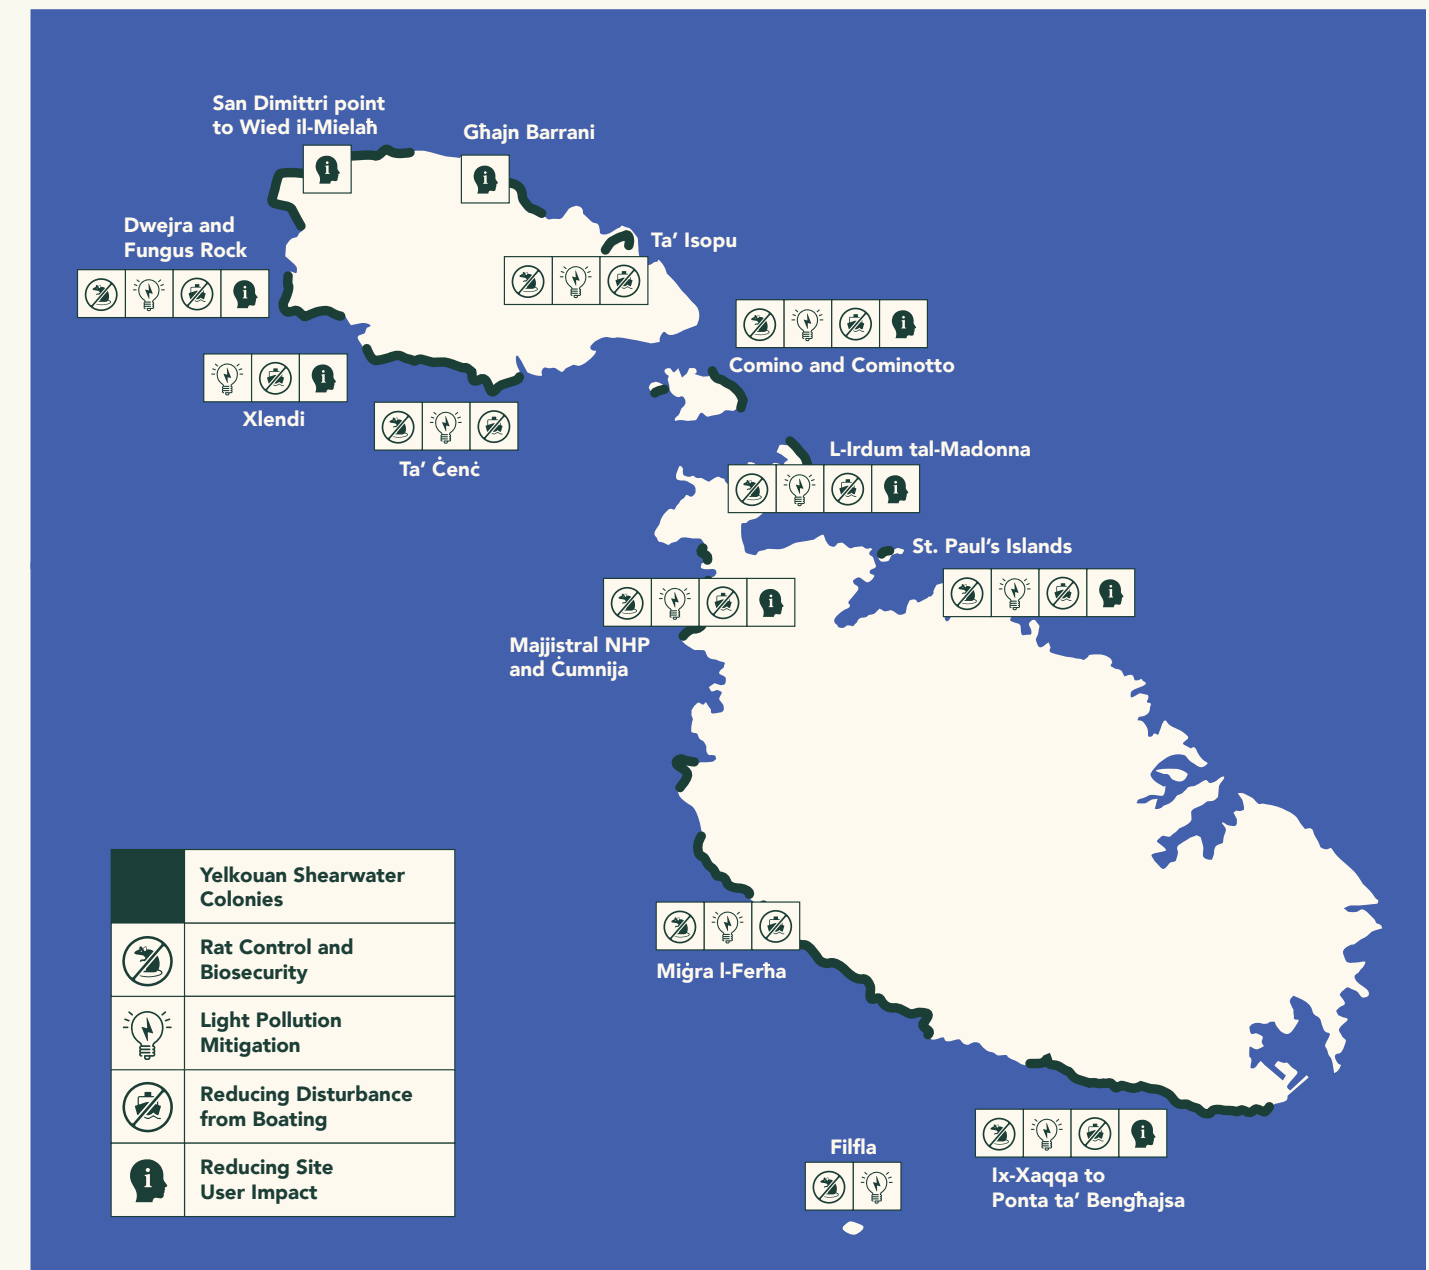 San Dimittri point
to Wied il-Mielaħ
Għajn Barrani
Dwejra and
Fungus Rock
Ta’ Isopu
Comino and Cominotto
Xlendi
Ta’ Ċenċ
L-Irdum tal-Madonna
St. Paul’s Islands
Majjistral NHP
and Ċumnija
Miġra l-Ferħa
Filfla
Ix-Xaqqa to
Ponta ta’ Bengħajsa
Yelkouan Shearwater
Colonies
Rat Control and
Biosecurity
Light Pollution
Mitigation
Reducing Disturbance
from Boating
Reducing Site
User Impact